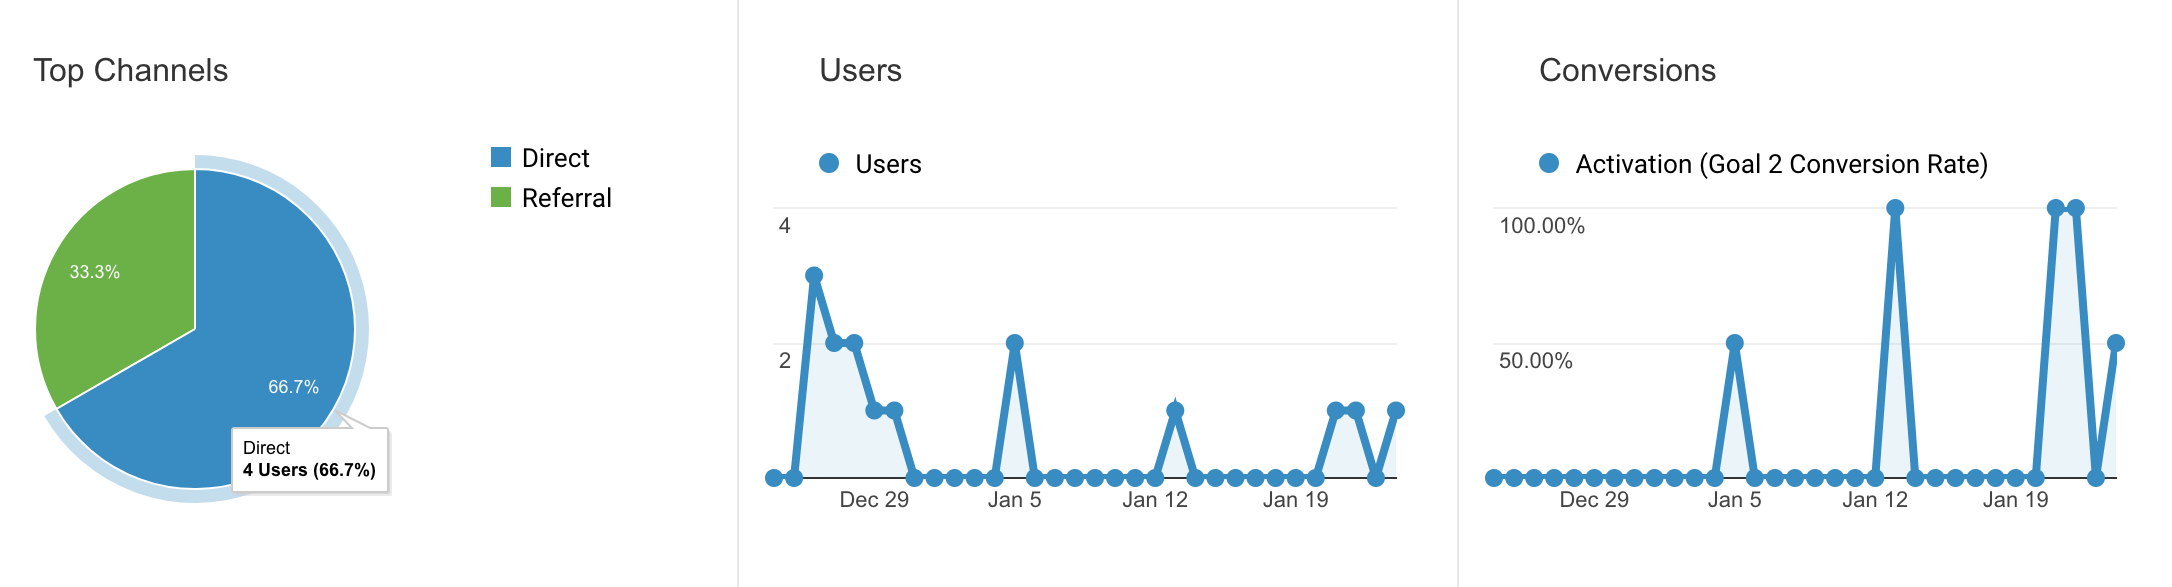 Top Channels
Direct
Referral
33.3%
66.7%
Direct
4 Users (66.7%)
Users
Users
4
2
Dec 29 Jan 5 Jan 12 Jan 19
Conversions
Activation (Goal 2 Conversion Rate)
100.00%
50.00%
Dec 29 Jan 5 Jan 12 Jan 19